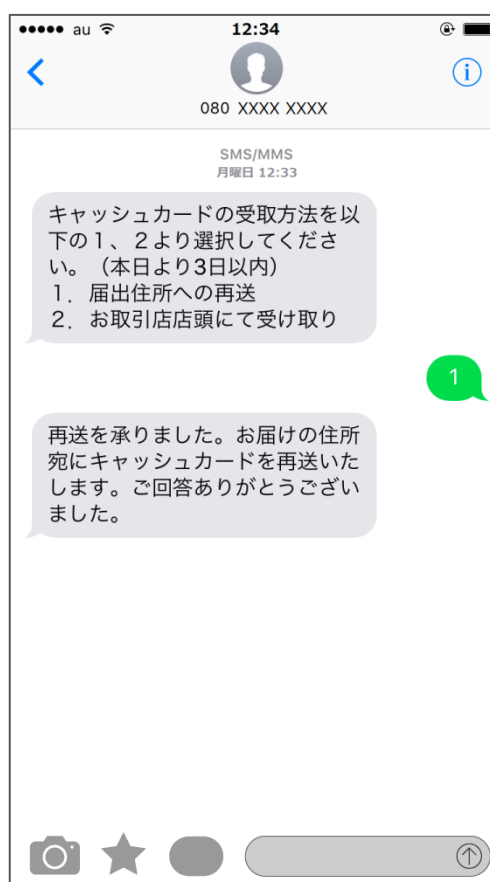 au 12:34
080 XXXX XXXX
SMS/MMS
月曜日 12:33
キャッシュカードの受取方法を以
下の1、2より選択してくださ
い。（本日より3日以内）
１．届出住所への再送
２．お取引店店頭にて受け取り
1
再送を承りました。お届けの住所
宛にキャッシュカードを再送いた
します。ご回答ありがとうござい
ました。